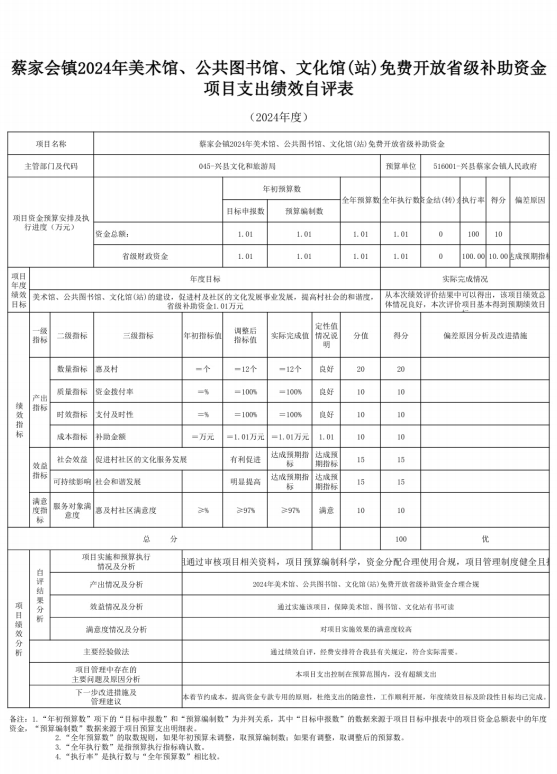 蔡家会镇2024年美术馆、公共图书馆、文化馆(站)免费开放省级补助资金
项目支出绩效自评表
（2024年度）
项目名称 蔡家会镇2024年美术馆、公共图书馆、文化馆(站)免费开放省级补助资金
主管部门及代码 045-兴县文化和旅游局 预算单位 516001-兴县蔡家会镇人民政府
项目资金预算安排及执行进度（万元） 年初预算数 全年预算数 全年执行数 资金结(转) 执行率 得分 偏差原因
目标申报数 预算编制数
资金总额： 1.01 1.01 1.01 1.01 0 100 10
省级财政资金 1.01 1.01 1.01 1.01 0 100.00 10.00 达成预期指标
项目年度绩效目标 年度目标 实际完成情况
美术馆、公共图书馆、文化馆(站)的建设，促进村及社区的文化发展事业发展，提高村社会的和谐度，
省级补助资金1.01万元
从本次绩效评价结果中可以得出，该项目绩效总
体情况良好，本次评价项目基本得到预期绩效目
绩效指标 一级指标 二级指标 三级指标 年初指标值 调整后指标值 实际完成值 定性值情况说明 分值 得分 偏差原因分析及改进措施
产出指标 数量指标 惠及村 ＝个 ＝12个 ＝12个 良好 20 20
质量指标 资金拨付率 ＝% ＝100% ＝100% 良好 10 10
时效指标 支付及时性 ＝% ＝100% ＝100% 良好 10 10
成本指标 补助金额 ＝万元 ＝1.01万元 ＝1.01万元 1.01 10 10
效益指标 社会效益 促进村社区的文化服务发展 有利促进 达成预期指标 达成预期指标 15 15
可持续影响 社会和谐发展 明显提高 达成预期指标 达成预期指标 15 15
满意度指标 服务对象满意度 惠及村社区满意度 ≥% ≥97% ≥97% 满意 10 10
总 分 100 优
项目绩效分析 自评结果分析 项目实施和预算执行情况及分析 通过审核项目相关资料，项目预算编制科学，资金分配合理使用合规，项目管理制度健全且
产出情况及分析 2024年美术馆、公共图书馆、文化馆(站)免费开放省级补助资金合理合规
效益情况及分析 通过实施该项目，保障美术馆，图书馆、文化站有书可读
满意度情况及分析 对项目实施效果的满意度较高
主要经验做法 通过绩效自评，经费安排符合我县有关规定，符合实际需要。
项目管理中存在的主要问题及原因分析 本项目支出控制在预算范围内，没有超额支出
下一步改进措施及管理建议 本着节约成本，提高资金专款专用的原则，杜绝支出的随意性，工作顺利开展，年度绩效目标及阶段性目标均已完成。
备注：1.“年初预算数”项下的“目标申报数”和“预算编制数”为并列关系，其中“目标申报数”的数据来源于项目目标申报表中的项目资金总额表中的年度
资金，“预算编制数”数据来源于项目预算支出明细表。
2.“全年预算数”的取数规则，如果年初预算未调整，取预算编制数；如果有调整，取调整后的预算数。
3.“全年执行数”是指预算执行指标确认数。
4.“执行率”是执行数与“全年预算数”相比较。